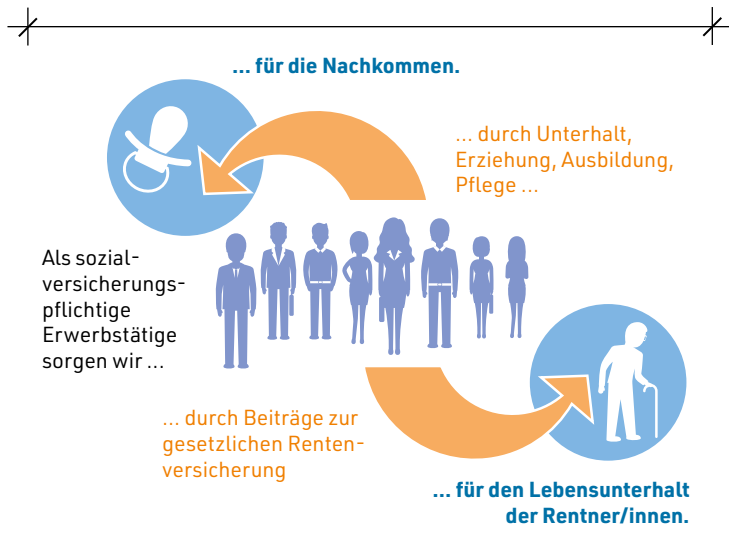 Als sozial-
versicherungs-
pflichtige
Erwerbstätige
sorgen wir ...
... durch Unterhalt,
Erziehung, Ausbildung,
Pflege ...
... für die Nachkommen.
... durch Beiträge zur
gesetzlichen Renten-
versicherung
... für den Lebensunterhalt
der Rentner/innen.